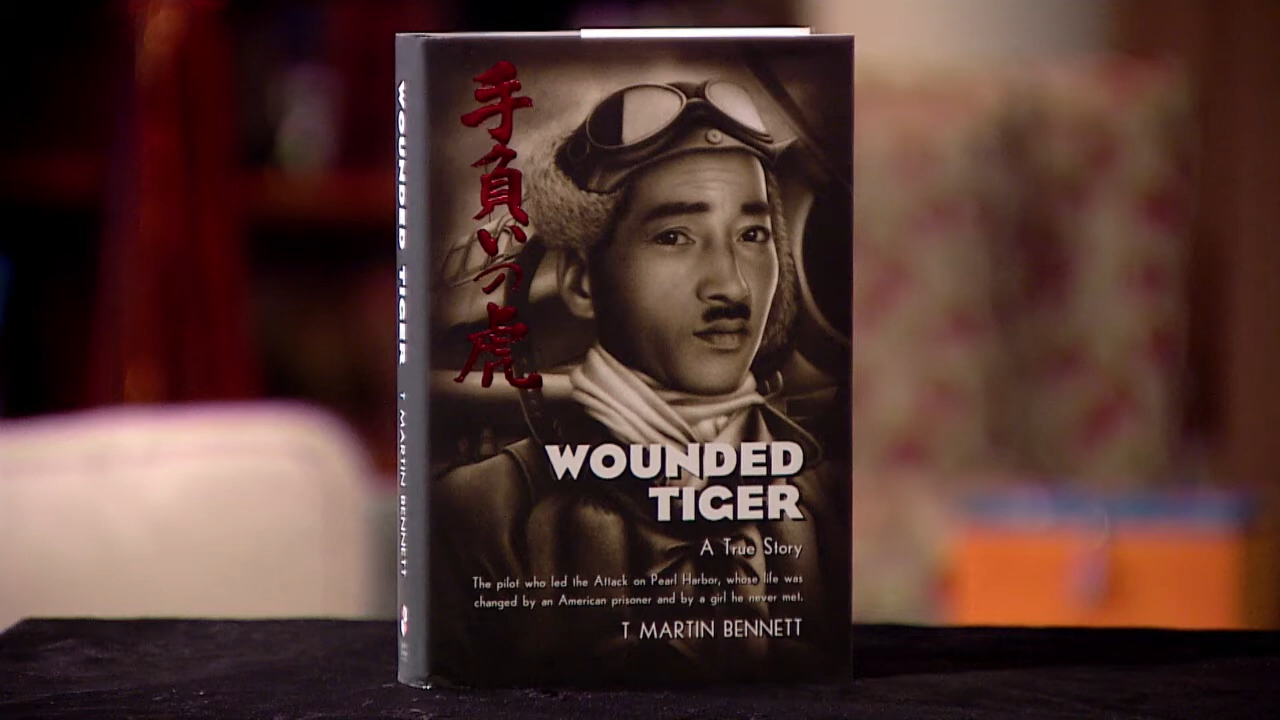 WOUNDED TIGER T MARTIN BENNETT
手負いの虎
WOUNDED
TIGER
A True Story
The pilot who led the Attack on Pearl Harbor, whose life was
changed by an American prisoner and by a girl he never met.
T MARTIN BENNETT